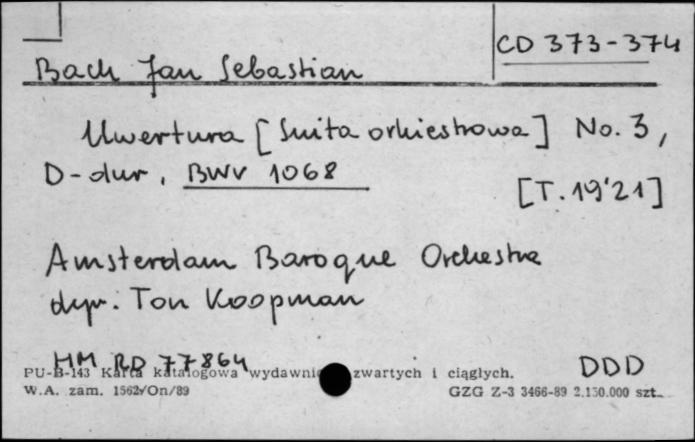 CD 373-374
Bach Jan Sebastian
Uwertura [Suita orkiestrowa] No. 3,
D-dur, BWV 1068
[T. 19'21]
Amsterdam Baroque Orchestra
dyr. Ton Koopman
HM RD 77864 DDD
PU-B-143 Karta katalogowa wydawni zwartych i ciągłych.
W.A. zam. 1562/On/89 GZG Z-3 3466-89 2.150.000 szt.